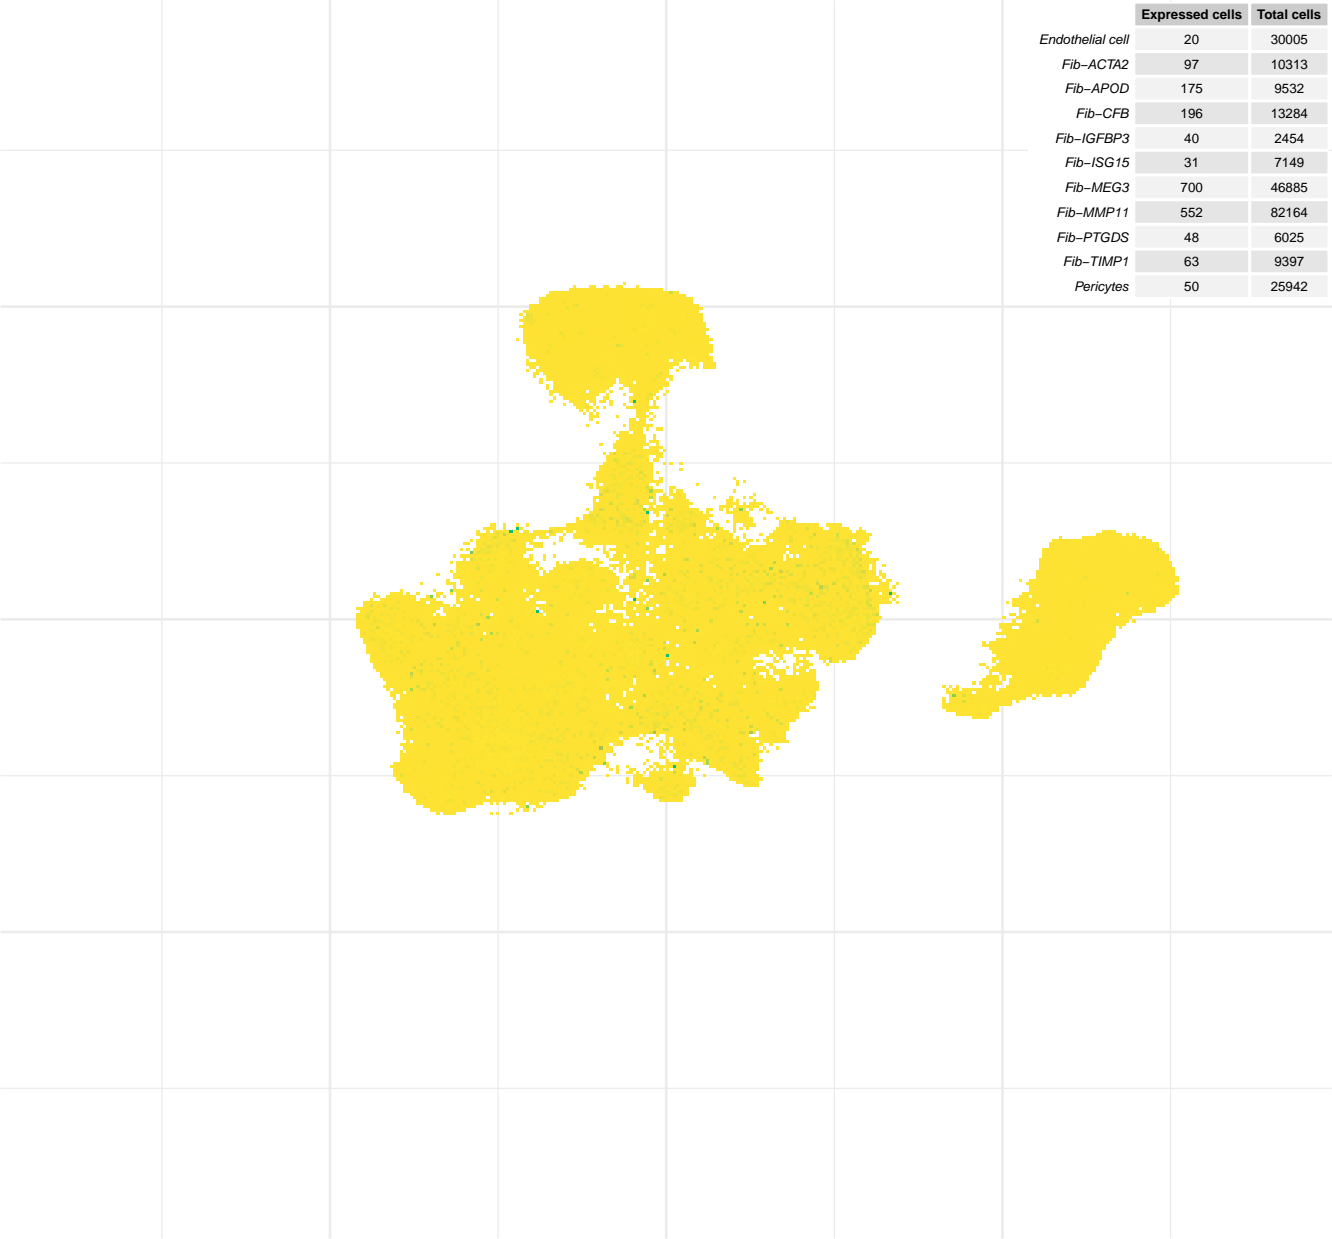 Expressed cells Total cells
Endothelial cell 20 30005
Fib−ACTA2 97 10313
Fib−APOD 175 9532
Fib−CFB 196 13284
Fib−IGFBP3 40 2454
Fib−ISG15 31 7149
Fib−MEG3 700 46885
Fib−MMP11 552 82164
Fib−PTGDS 48 6025
Fib−TIMP1 63 9397
Pericytes 50 25942